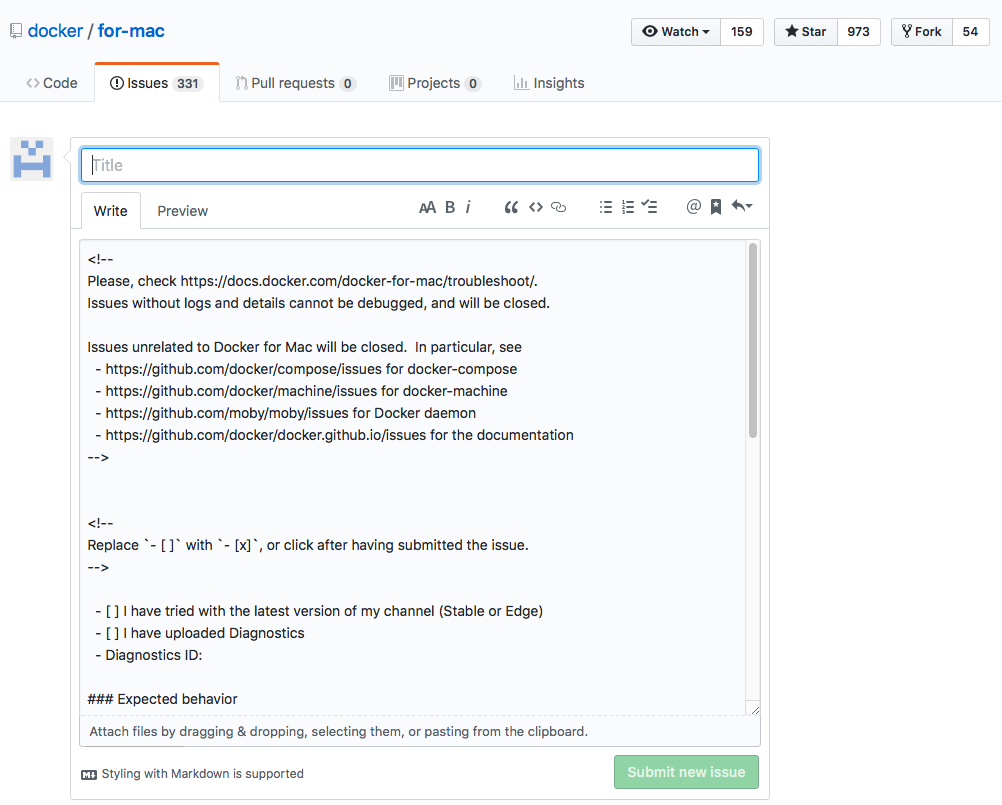 docker / for-mac
Watch 159 Star 973 Fork 54
Code Issues 331 Pull requests 0 Projects 0 Insights
Title
Write Preview AA B i @
<!--
Please, check https://docs.docker.com/docker-for-mac/troubleshoot/.
Issues without logs and details cannot be debugged, and will be closed.
Issues unrelated to Docker for Mac will be closed.  In particular, see
- https://github.com/docker/compose/issues for docker-compose
- https://github.com/docker/machine/issues for docker-machine
- https://github.com/moby/moby/issues for Docker daemon
- https://github.com/docker/docker.github.io/issues for the documentation
-->
<!--
Replace `- [ ]` with `- [x]`, or click after having submitted the issue.
-->
- [ ] I have tried with the latest version of my channel (Stable or Edge)
- [ ] I have uploaded Diagnostics
- Diagnostics ID:
### Expected behavior
Attach files by dragging & dropping, selecting them, or pasting from the clipboard.
Styling with Markdown is supported
Submit new issue